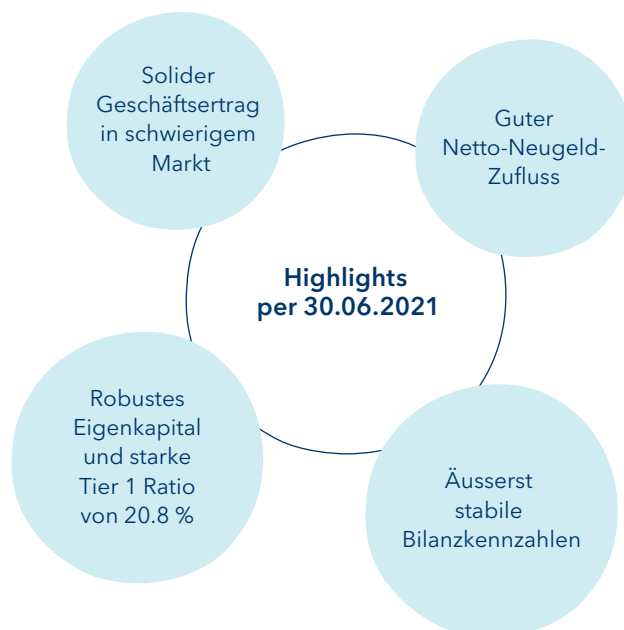 Solider
Geschäftsertrag
in schwierigem
Markt
Guter
Netto-Neugeld-
Zufluss
Highlights
per 30.06.2021
Robustes
Eigenkapital
und starke
Tier 1 Ratio
von 20.8 %
Äusserst
stabile
Bilanzkennzahlen